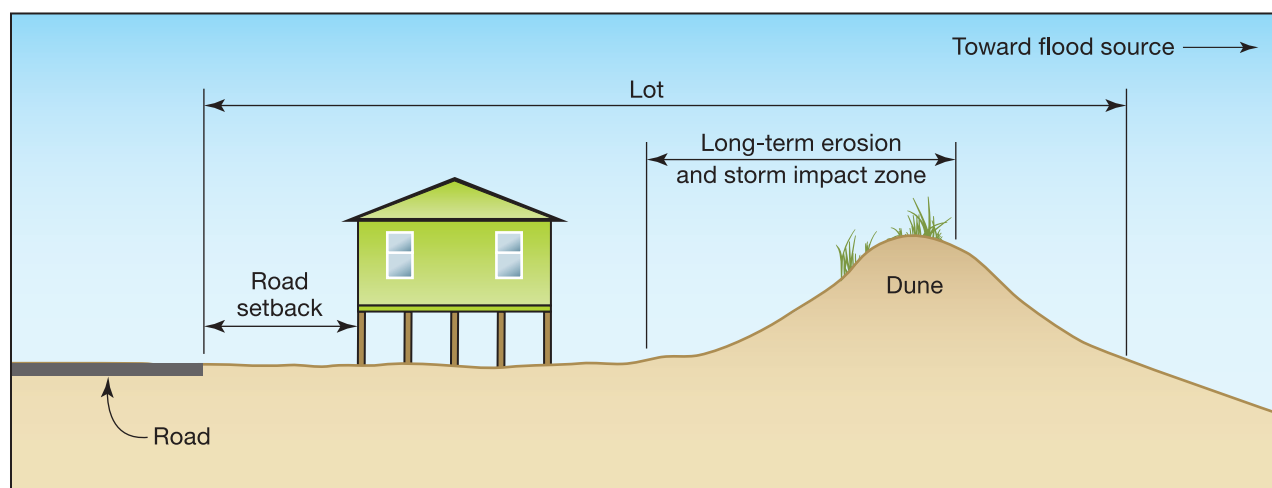 Toward flood source
Lot
Long-term erosion
and storm impact zone
Road
setback
Dune
Road